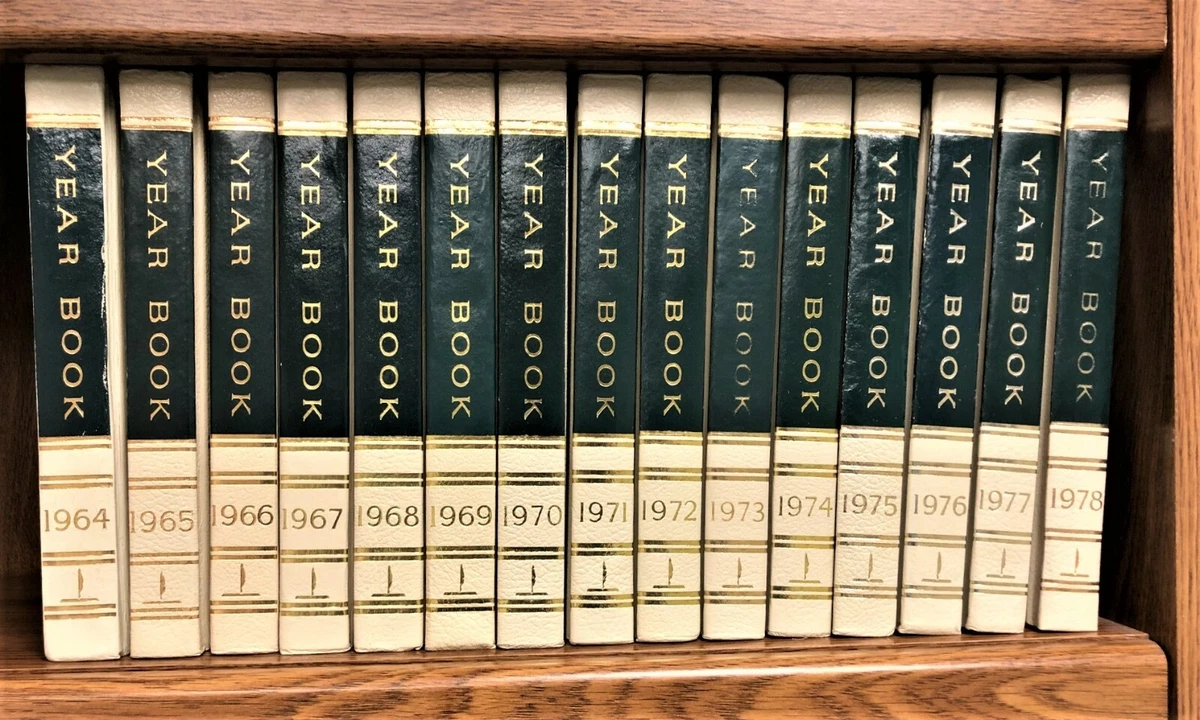 YEAR BOOK
1964
YEAR BOOK
1965
YEAR BOOK
1966
YEAR BOOK
1967
YEAR BOOK
1968
YEAR BOOK
1969
YEAR BOOK
1970
YEAR BOOK
1971
YEAR BOOK
1972
YEAR BOOK
1973
YEAR BOOK
1974
YEAR BOOK
1975
YEAR BOOK
1976
YEAR BOOK
1977
YEAR BOOK
1978